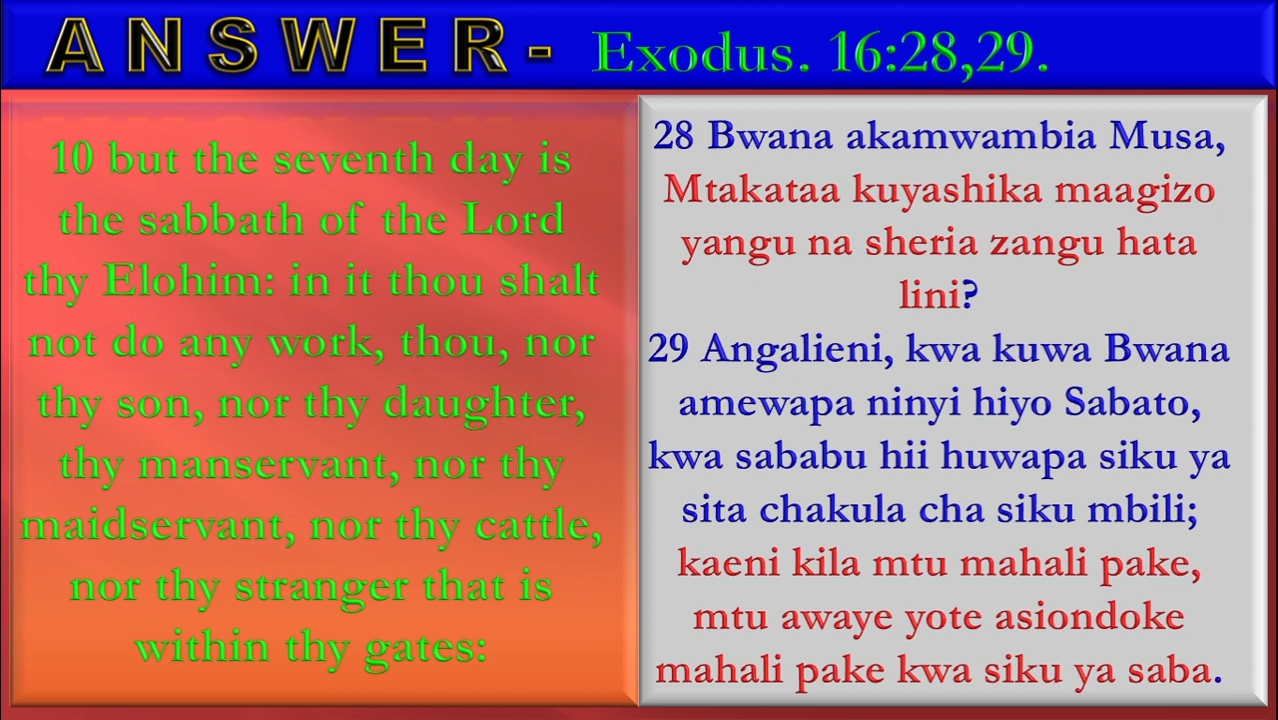 ANSWER- Exodus. 16:28,29.
10 but the seventh day is
the sabbath of the Lord
thy Elohim: in it thou shalt
not do any work, thou, nor
thy son, nor thy daughter,
thy manservant, nor thy
maidservant, nor thy cattle,
nor thy stranger that is
within thy gates:
28 Bwana akamwambia Musa,
Mtakataa kuyashika maagizo
yangu na sheria zangu hata
lini?
29 Angalieni, kwa kuwa Bwana
amewapa ninyi hiyo Sabato,
kwa sababu hii huwapa siku ya
sita chakula cha siku mbili;
kaeni kila mtu mahali pake,
mtu awaye yote asiondoke
mahali pake kwa siku ya saba.